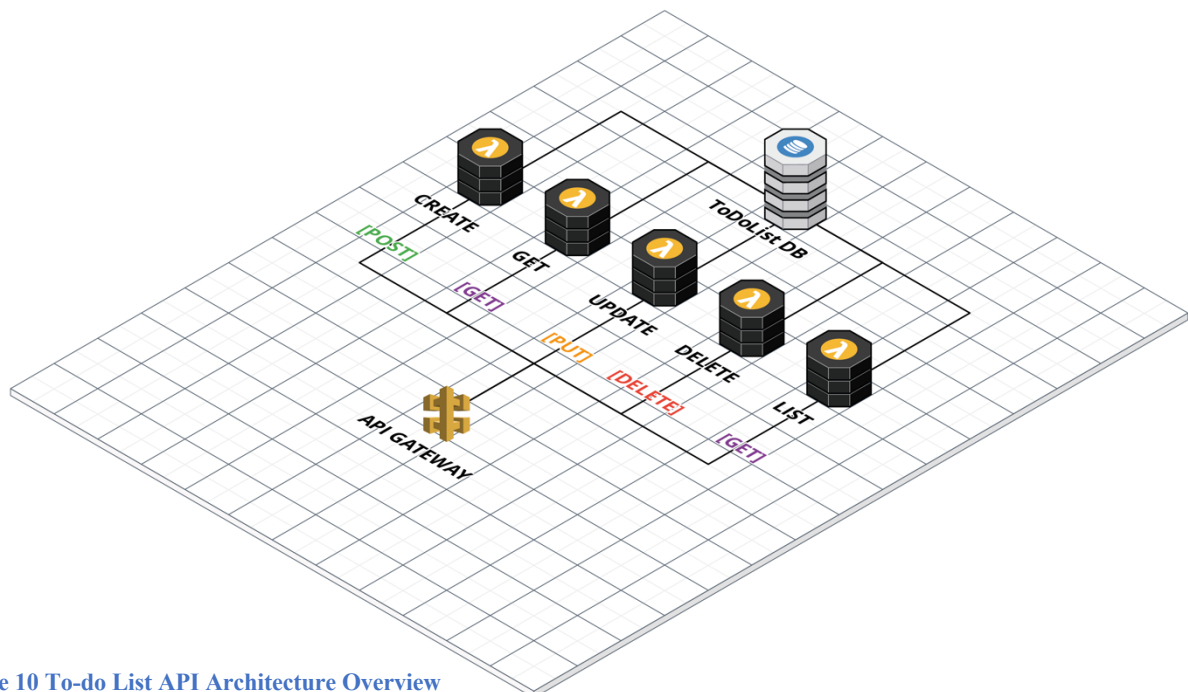 CREATE
[POST]
GET
[GET]
ToDoList DB
UPDATE
[PUT]
DELETE
[DELETE]
LIST
[GET]
API GATEWAY
10 To-do List API Architecture Overview